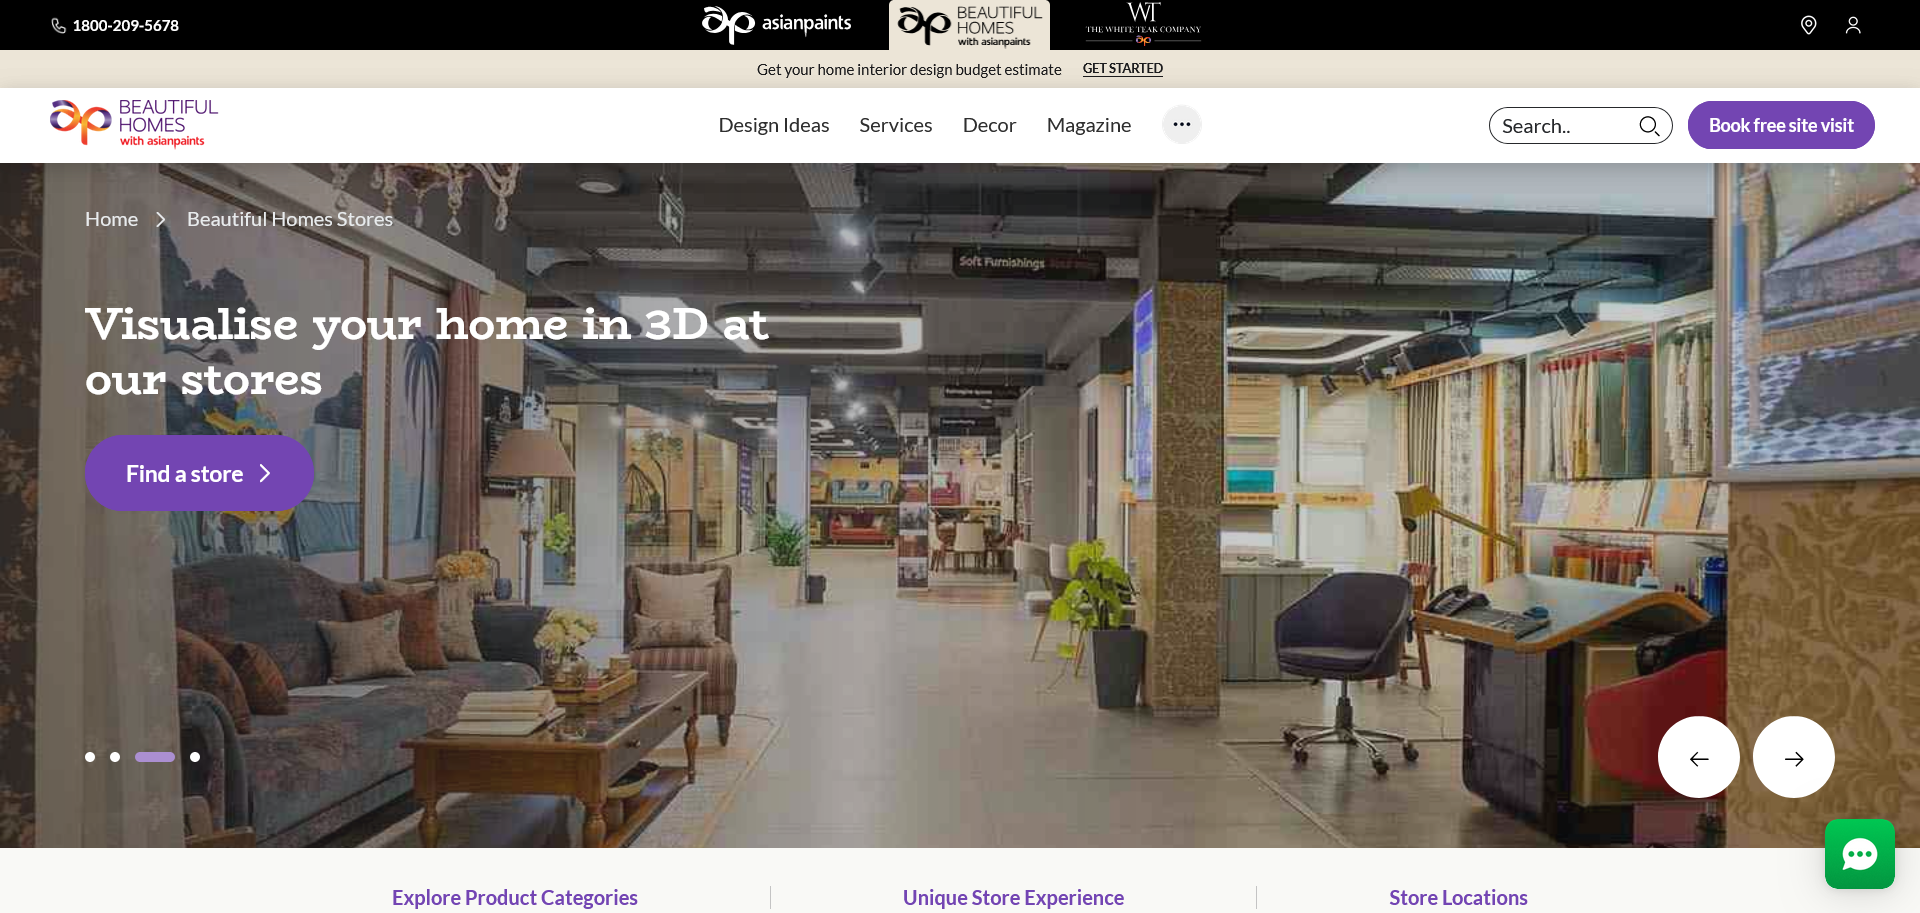 1800-209-5678
asianpaints
BEAUTIFUL
HOMES
with asianpaints
WT
THE WHITE TEAK COMPANY
Get your home interior design budget estimate GET STARTED
BEAUTIFUL
HOMES
with asianpaints
Design Ideas Services Decor Magazine
Search..
Book free site visit
Home Beautiful Homes Stores
Soft Furnishings
Visualise your home in 3D at
our stores
Find a store
Explore Product Categories Unique Store Experience Store Locations